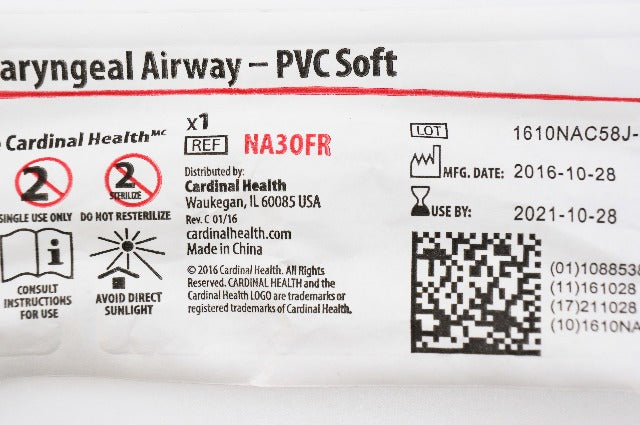 aryngeal Airway – PVC Soft
Cardinal Health MC
x1
REF NA30FR
2
2
STERILIZE
SINGLE USE ONLY
DO NOT RESTERILIZE
i
CONSULT
INSTRUCTIONS
FOR USE
AVOID DIRECT
SUNLIGHT
Distributed by:
Cardinal Health
Waukegan, IL 60085 USA
Rev. C 01/16
cardinalhealth.com
Made in China
© 2016 Cardinal Health. All Rights
Reserved. CARDINAL HEALTH and the
Cardinal Health LOGO are trademarks or
registered trademarks of Cardinal Health.
LOT 1610NAC58J-
MFG. DATE: 2016-10-28
USE BY: 2021-10-28
(01)1088538
(11)161028
(17)211028
(10)1610NA